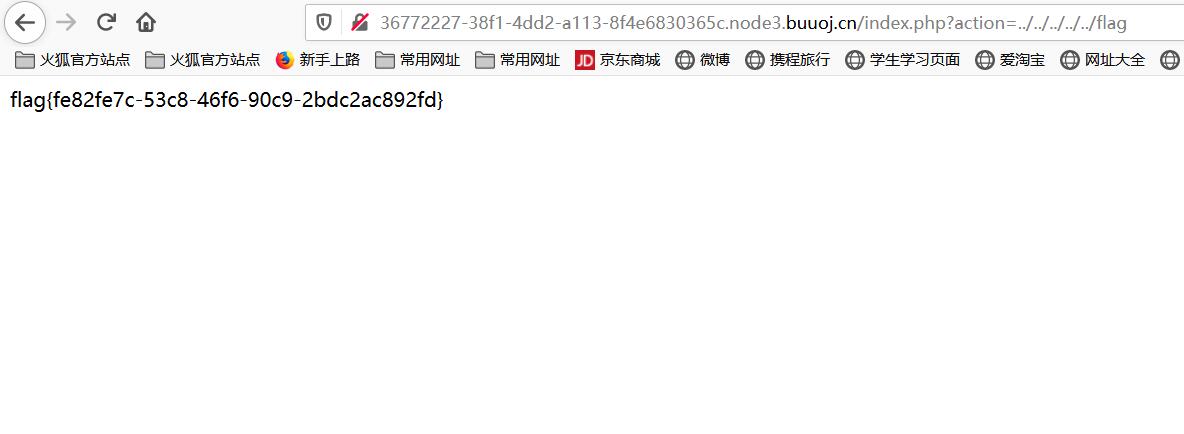 36772227-38f1-4dd2-a113-8f4e6830365c.node3.buuoj.cn/index.php?action=../../../../../flag
火狐官方站点 火狐官方站点 新手上路 常用网址 常用网址 JD 京东商城 微博 携程旅行 学生学习页面 爱淘宝 网址大全
flag{fe82fe7c-53c8-46f6-90c9-2bdc2ac892fd}